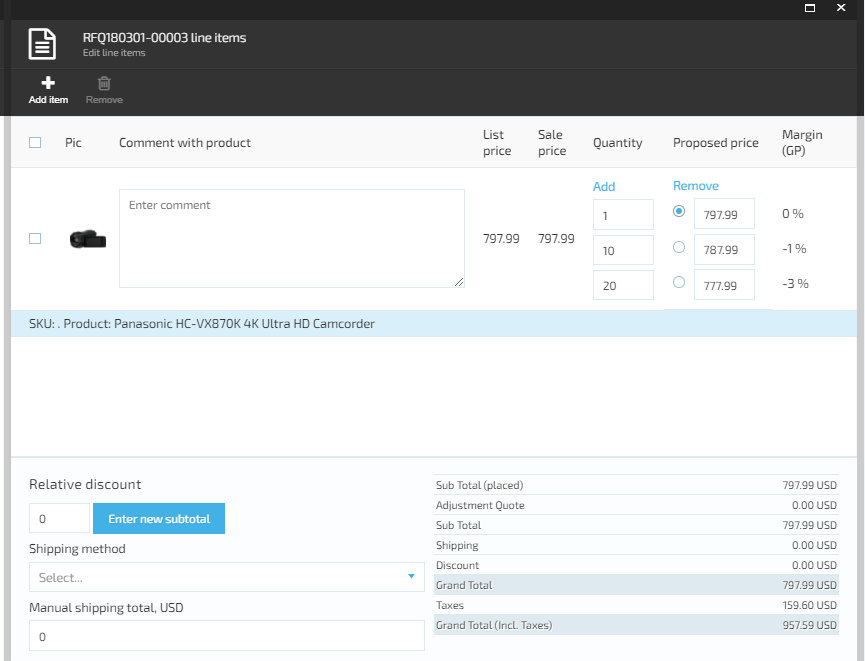 RFQ180301-00003 line items
Edit line items
Add item Remove
Pic Comment with product List price Sale price Quantity Proposed price Margin (GP)
Add Remove
Enter comment
797.99 797.99
1 797.99 0 %
10 787.99 -1 %
20 777.99 -3 %
SKU: . Product: Panasonic HC-VX870K 4K Ultra HD Camcorder
Relative discount
0 Enter new subtotal
Shipping method
Select...
Manual shipping total, USD
0
Sub Total (placed) 797.99 USD
Adjustment Quote 0.00 USD
Sub Total 797.99 USD
Shipping 0.00 USD
Discount 0.00 USD
Grand Total 797.99 USD
Taxes 159.60 USD
Grand Total (Incl. Taxes) 957.59 USD